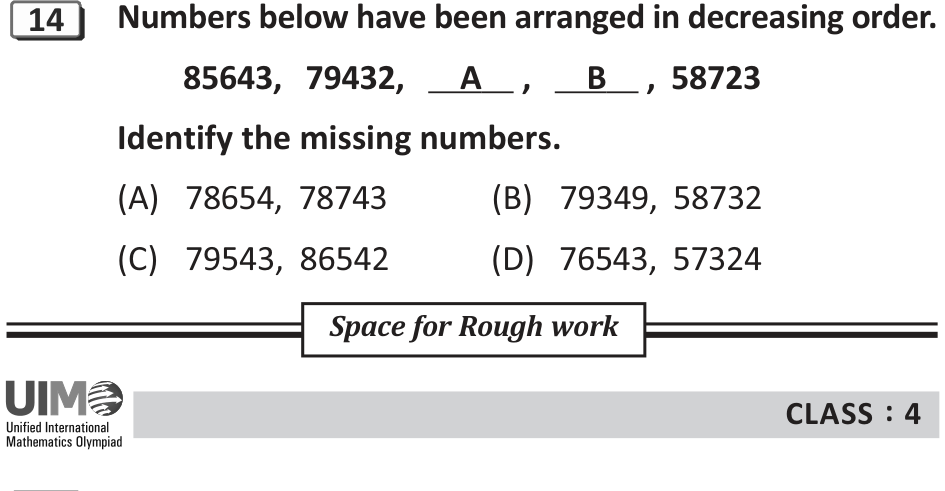 14 Numbers below have been arranged in decreasing order.
85643, 79432, A , B , 58723
Identify the missing numbers.
(A) 78654, 78743 (B) 79349, 58732
(C) 79543, 86542 (D) 76543, 57324
Space for Rough work
UIMO
Unified International
Mathematics Olympiad
CLASS : 4